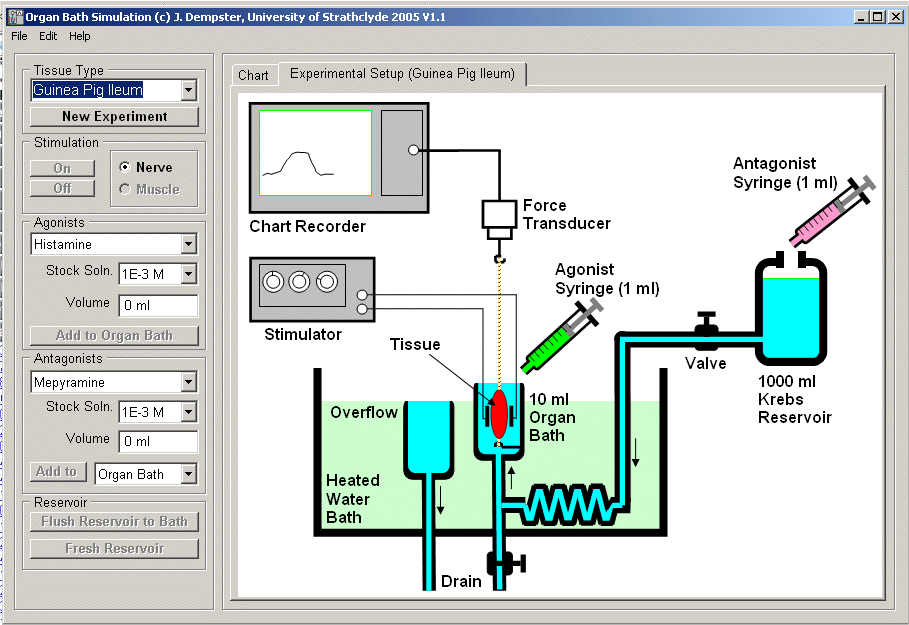 Organ Bath Simulation (c) J. Dempster, University of Strathclyde 2005 V1.1
File Edit Help
Tissue Type
Guinea Pig Ileum
New Experiment
Stimulation
On
Off
Nerve
Muscle
Agonists
Histamine
Stock Soln. 1E-3 M
Volume 0 ml
Add to Organ Bath
Antagonists
Mepyramine
Stock Soln. 1E-3 M
Volume 0 ml
Add to Organ Bath
Reservoir
Flush Reservoir to Bath
Fresh Reservoir
Chart Experimental Setup (Guinea Pig Ileum)
Chart Recorder
Force
Transducer
Antagonist
Syringe (1 ml)
Agonist
Syringe (1 ml)
Stimulator
Tissue
Valve
1000 ml
Krebs
Reservoir
Overflow
10 ml
Organ
Bath
Heated
Water
Bath
Drain